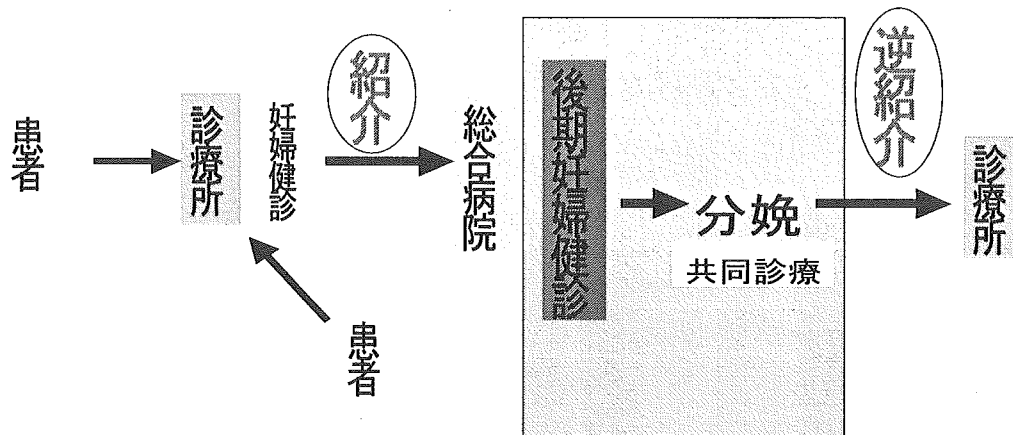 患者
診療所
妊婦健診
紹介
総合病院
後期妊婦健診
分娩
共同診療
逆紹介
診療所
患者